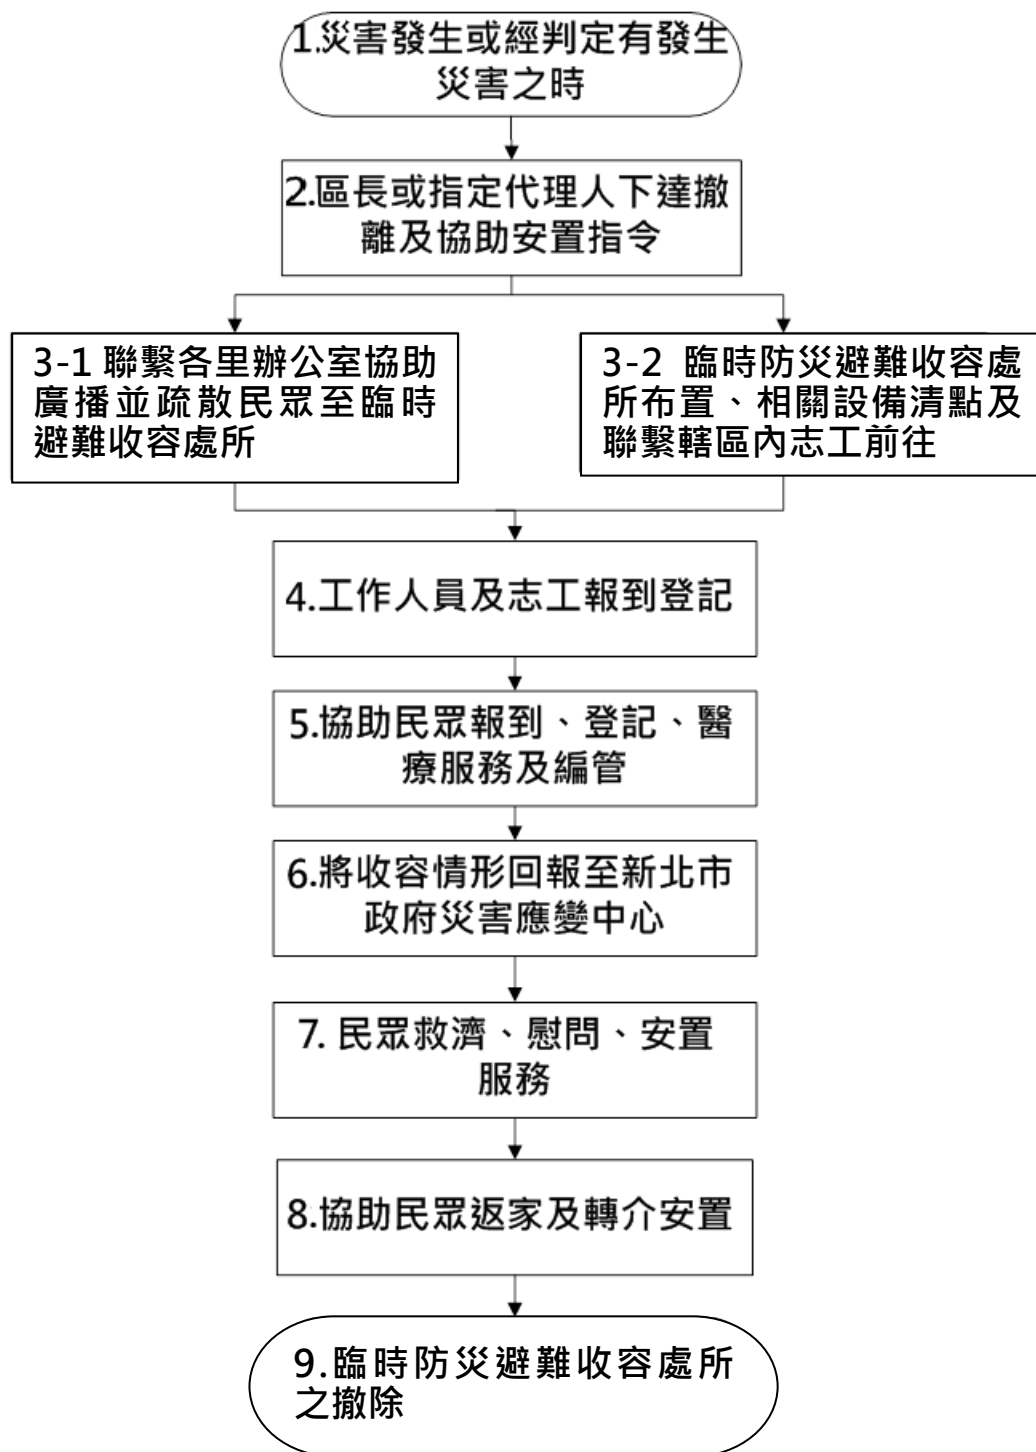 1.災害發生或經判定有發生
災害之時
2.區長或指定代理人下達撤
離及協助安置指令
3-1 聯繫各里辦公室協助
廣播並疏散民眾至臨時
避難收容處所
3-2 臨時防災避難收容處
所布置、相關設備清點及
聯繫轄區內志工前往
4.工作人員及志工報到登記
5.協助民眾報到、登記、醫
療服務及編管
6.將收容情形回報至新北市
政府災害應變中心
7. 民眾救濟、慰問、安置
服務
8.協助民眾返家及轉介安置
9.臨時防災避難收容處所
之撤除